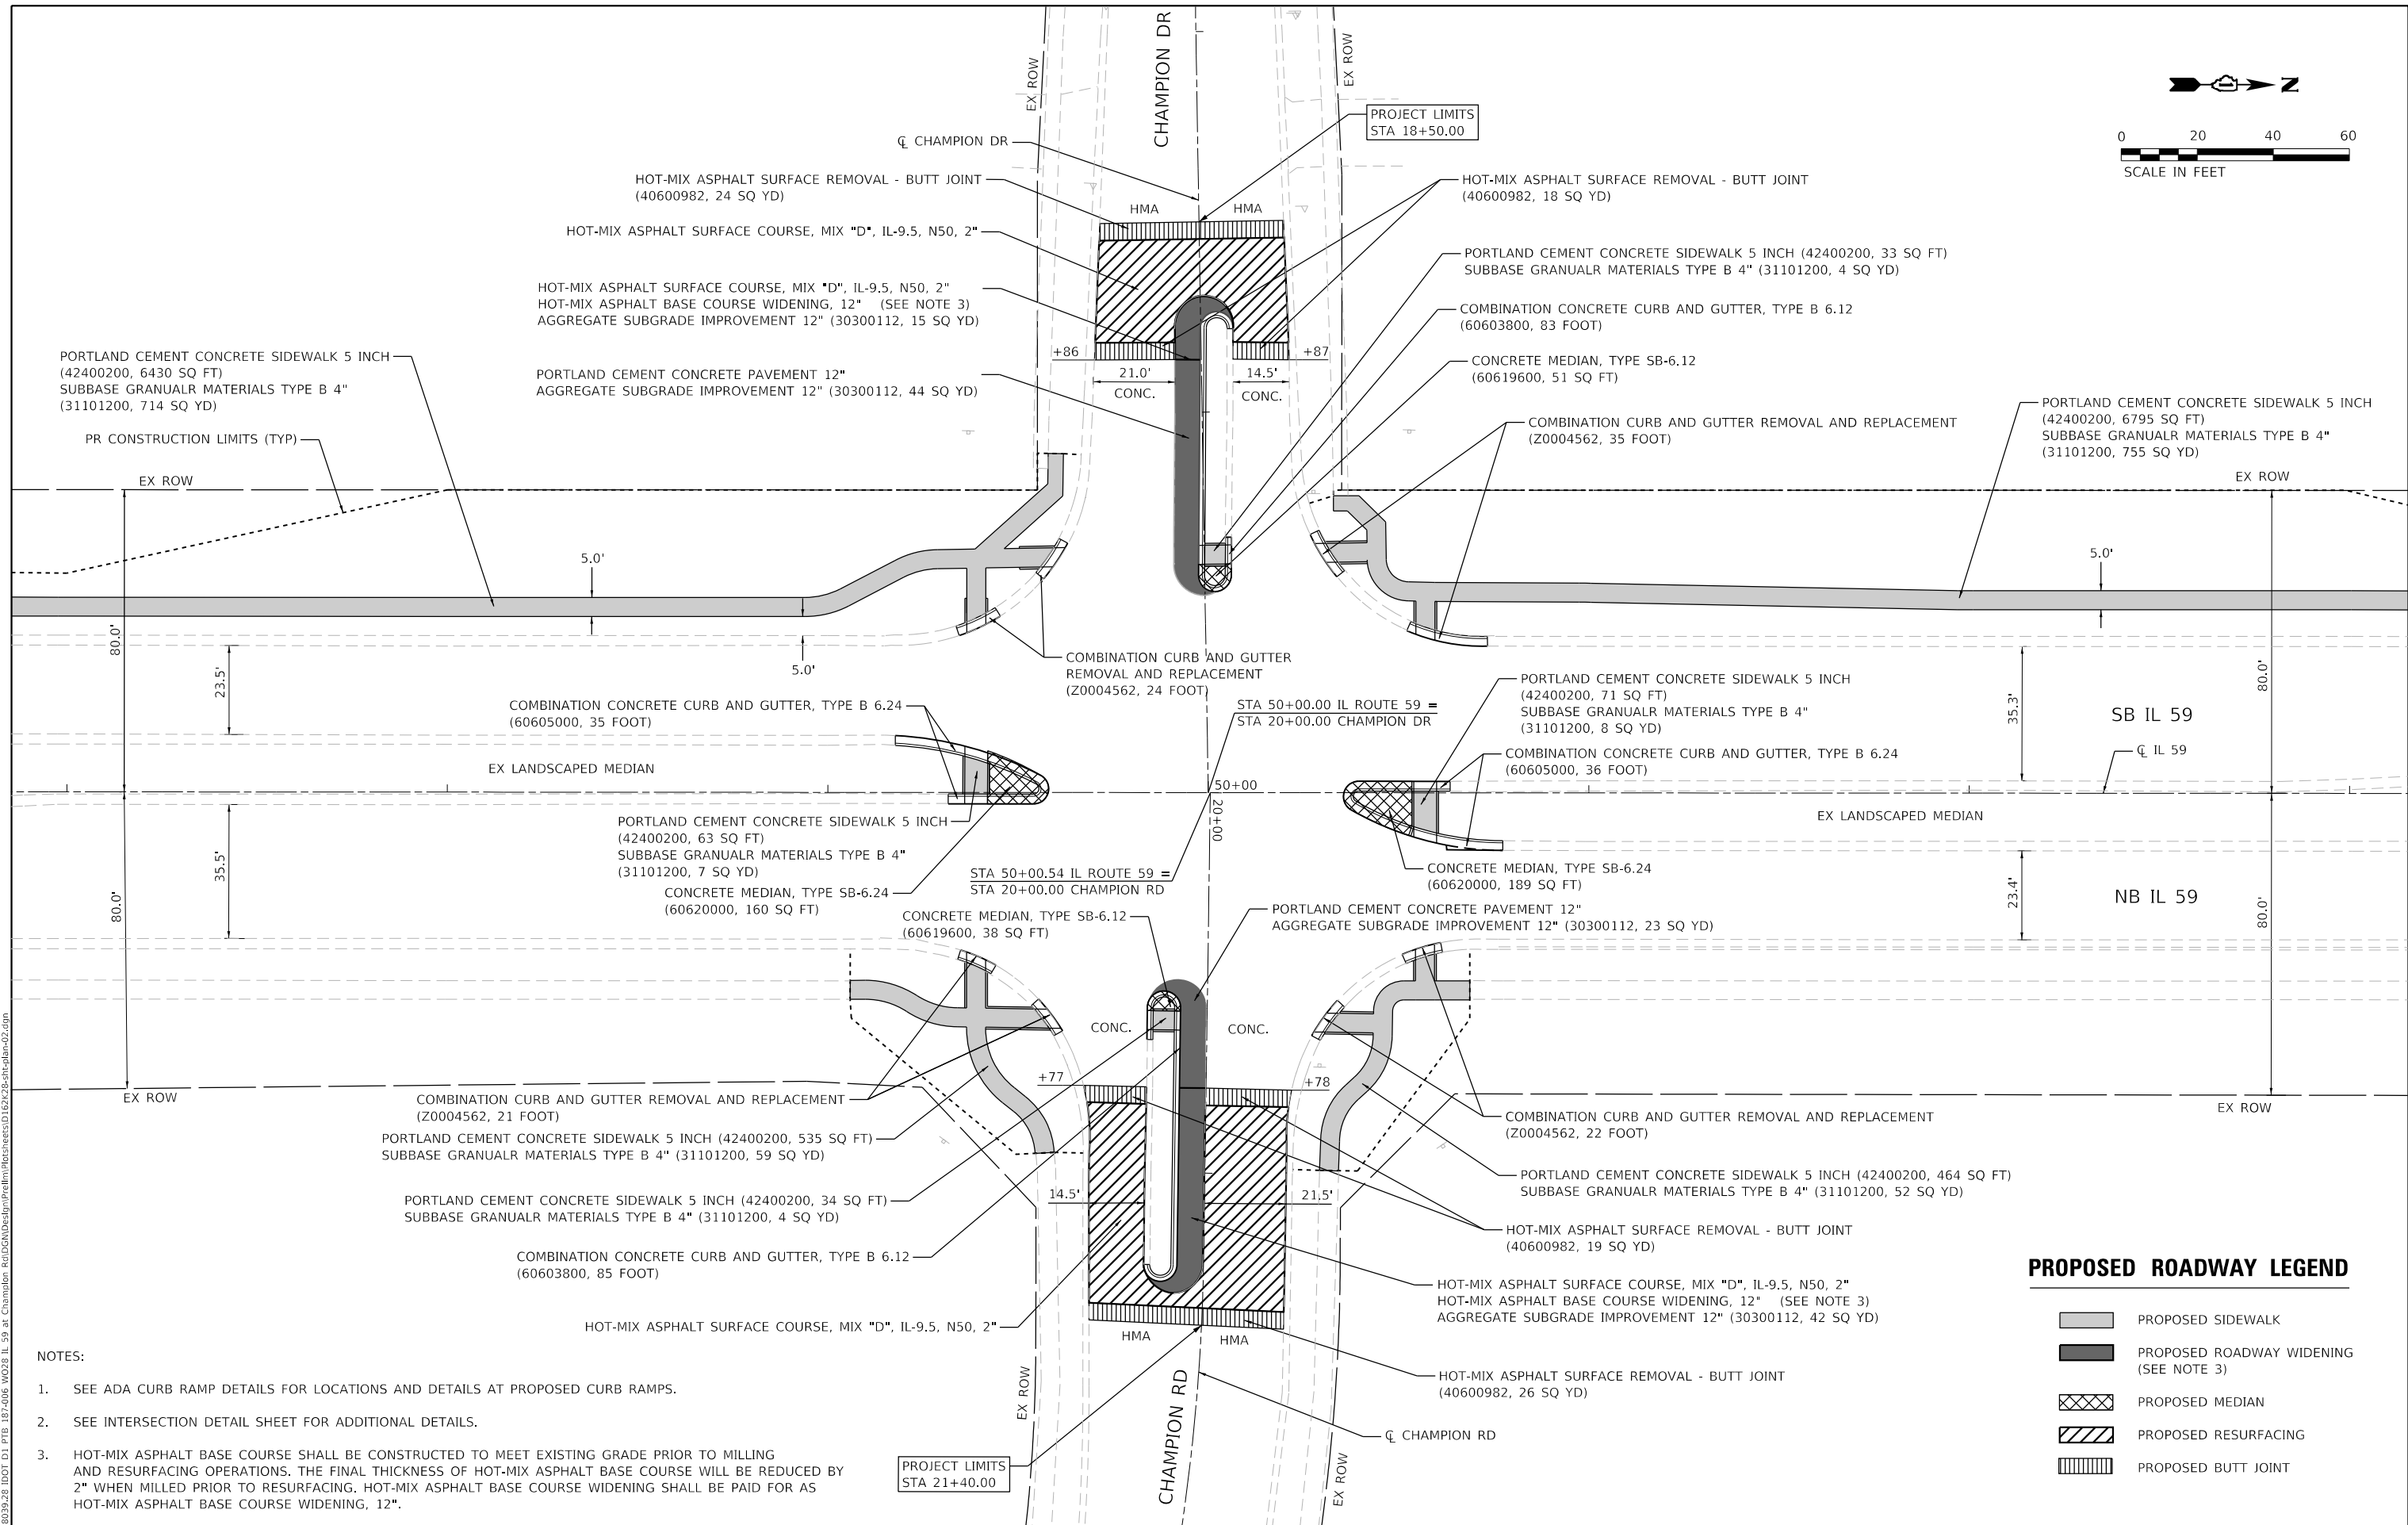 CHAMPION DR
EX ROW
EX ROW
N
0 20 40 60
SCALE IN FEET
PROJECT LIMITS
STA 18+50.00
℄ CHAMPION DR
HOT-MIX ASPHALT SURFACE REMOVAL - BUTT JOINT
(40600982, 24 SQ YD)
HMA HMA
HOT-MIX ASPHALT SURFACE REMOVAL - BUTT JOINT
(40600982, 18 SQ YD)
HOT-MIX ASPHALT SURFACE COURSE, MIX "D", IL-9.5, N50, 2"
PORTLAND CEMENT CONCRETE SIDEWALK 5 INCH (42400200, 33 SQ FT)
SUBBASE GRANUALR MATERIALS TYPE B 4" (31101200, 4 SQ YD)
HOT-MIX ASPHALT SURFACE COURSE, MIX "D", IL-9.5, N50, 2"
HOT-MIX ASPHALT BASE COURSE WIDENING, 12" (SEE NOTE 3)
AGGREGATE SUBGRADE IMPROVEMENT 12" (30300112, 15 SQ YD)
COMBINATION CONCRETE CURB AND GUTTER, TYPE B 6.12
(60603800, 83 FOOT)
+86
+87
PORTLAND CEMENT CONCRETE SIDEWALK 5 INCH
(42400200, 6430 SQ FT)
SUBBASE GRANUALR MATERIALS TYPE B 4"
(31101200, 714 SQ YD)
PORTLAND CEMENT CONCRETE PAVEMENT 12"
AGGREGATE SUBGRADE IMPROVEMENT 12" (30300112, 44 SQ YD)
21.0'
CONC.
14.5'
CONC.
CONCRETE MEDIAN, TYPE SB-6.12
(60619600, 51 SQ FT)
PR CONSTRUCTION LIMITS (TYP)
COMBINATION CURB AND GUTTER REMOVAL AND REPLACEMENT
(Z0004562, 35 FOOT)
PORTLAND CEMENT CONCRETE SIDEWALK 5 INCH
(42400200, 6795 SQ FT)
SUBBASE GRANUALR MATERIALS TYPE B 4"
(31101200, 755 SQ YD)
EX ROW
EX ROW
5.0'
5.0'
80.0'
23.5'
5.0'
COMBINATION CURB AND GUTTER
REMOVAL AND REPLACEMENT
(Z0004562, 24 FOOT)
COMBINATION CONCRETE CURB AND GUTTER, TYPE B 6.24
(60605000, 35 FOOT)
STA 50+00.00 IL ROUTE 59 =
STA 20+00.00 CHAMPION DR
PORTLAND CEMENT CONCRETE SIDEWALK 5 INCH
(42400200, 71 SQ FT)
SUBBASE GRANUALR MATERIALS TYPE B 4"
(31101200, 8 SQ YD)
35.3'
80.0'
SB IL 59
℄ IL 59
COMBINATION CONCRETE CURB AND GUTTER, TYPE B 6.24
(60605000, 36 FOOT)
EX LANDSCAPED MEDIAN
50+00
20+00
EX LANDSCAPED MEDIAN
PORTLAND CEMENT CONCRETE SIDEWALK 5 INCH
(42400200, 63 SQ FT)
SUBBASE GRANUALR MATERIALS TYPE B 4"
(31101200, 7 SQ YD)
35.5'
80.0'
CONCRETE MEDIAN, TYPE SB-6.24
(60620000, 160 SQ FT)
STA 50+00.54 IL ROUTE 59 =
STA 20+00.00 CHAMPION RD
CONCRETE MEDIAN, TYPE SB-6.24
(60620000, 189 SQ FT)
23.4'
NB IL 59
80.0'
CONCRETE MEDIAN, TYPE SB-6.12
(60619600, 38 SQ FT)
PORTLAND CEMENT CONCRETE PAVEMENT 12"
AGGREGATE SUBGRADE IMPROVEMENT 12" (30300112, 23 SQ YD)
CONC.
CONC.
+77
+78
EX ROW
EX ROW
COMBINATION CURB AND GUTTER REMOVAL AND REPLACEMENT
(Z0004562, 21 FOOT)
COMBINATION CURB AND GUTTER REMOVAL AND REPLACEMENT
(Z0004562, 22 FOOT)
PORTLAND CEMENT CONCRETE SIDEWALK 5 INCH (42400200, 535 SQ FT)
SUBBASE GRANUALR MATERIALS TYPE B 4" (31101200, 59 SQ YD)
PORTLAND CEMENT CONCRETE SIDEWALK 5 INCH (42400200, 464 SQ FT)
SUBBASE GRANUALR MATERIALS TYPE B 4" (31101200, 52 SQ YD)
PORTLAND CEMENT CONCRETE SIDEWALK 5 INCH (42400200, 34 SQ FT)
SUBBASE GRANUALR MATERIALS TYPE B 4" (31101200, 4 SQ YD)
14.5'
21.5'
HOT-MIX ASPHALT SURFACE REMOVAL - BUTT JOINT
(40600982, 19 SQ YD)
COMBINATION CONCRETE CURB AND GUTTER, TYPE B 6.12
(60603800, 85 FOOT)
HOT-MIX ASPHALT SURFACE COURSE, MIX "D", IL-9.5, N50, 2"
HOT-MIX ASPHALT BASE COURSE WIDENING, 12" (SEE NOTE 3)
AGGREGATE SUBGRADE IMPROVEMENT 12" (30300112, 42 SQ YD)
HOT-MIX ASPHALT SURFACE COURSE, MIX "D", IL-9.5, N50, 2"
HMA HMA
HOT-MIX ASPHALT SURFACE REMOVAL - BUTT JOINT
(40600982, 26 SQ YD)
EX ROW
CHAMPION RD
℄ CHAMPION RD
EX ROW
PROJECT LIMITS
STA 21+40.00
NOTES:
1. SEE ADA CURB RAMP DETAILS FOR LOCATIONS AND DETAILS AT PROPOSED CURB RAMPS.
2. SEE INTERSECTION DETAIL SHEET FOR ADDITIONAL DETAILS.
3. HOT-MIX ASPHALT BASE COURSE SHALL BE CONSTRUCTED TO MEET EXISTING GRADE PRIOR TO MILLING
AND RESURFACING OPERATIONS. THE FINAL THICKNESS OF HOT-MIX ASPHALT BASE COURSE WILL BE REDUCED BY
2" WHEN MILLED PRIOR TO RESURFACING. HOT-MIX ASPHALT BASE COURSE WIDENING SHALL BE PAID FOR AS
HOT-MIX ASPHALT BASE COURSE WIDENING, 12".
PROPOSED ROADWAY LEGEND
PROPOSED SIDEWALK
PROPOSED ROADWAY WIDENING
(SEE NOTE 3)
PROPOSED MEDIAN
PROPOSED RESURFACING
PROPOSED BUTT JOINT
8039.28 IDOT D1 PTB 187-006 WO28 IL 59 at Champion Rd\DGN\Design\Prelim\Plotsheets\D162K28-sht-plan-02.dgn